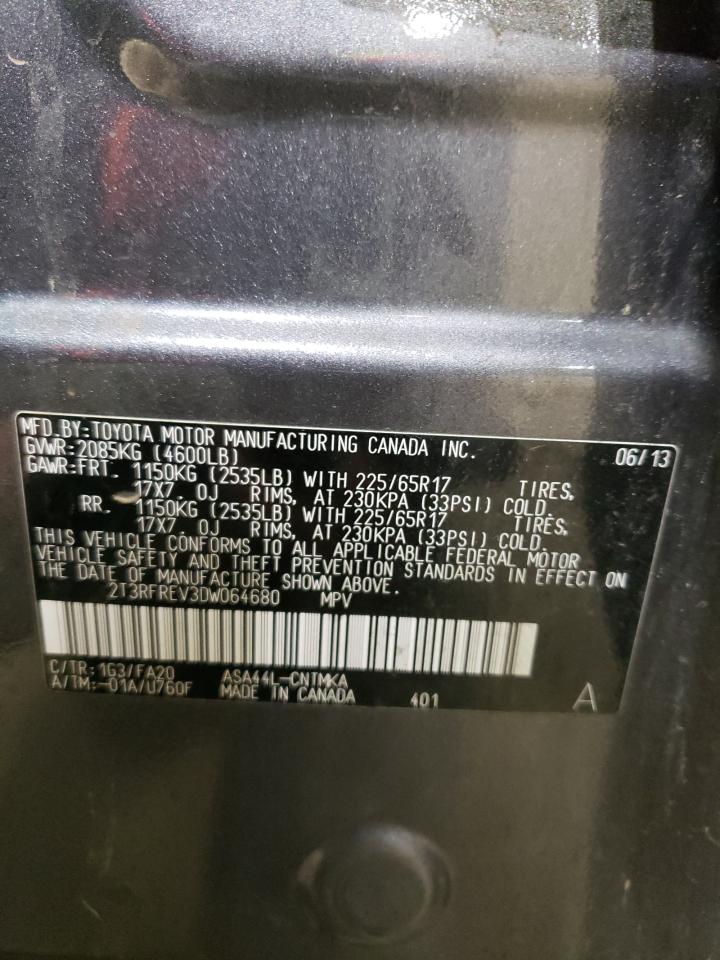 MFD.BY:TOYOTA MOTOR MANUFACTURING CANADA INC. 06/13
GVWR:2085KG (4600LB)
GAWR:FRT. 1150KG (2535LB) WITH 225/65R17 TIRES,
17X7.0J RIMS, AT 230KPA (33PSI) COLD.
RR. 1150KG (2535LB) WITH 225/65R17 TIRES,
17X7.0J RIMS, AT 230KPA (33PSI) COLD.
THIS VEHICLE CONFORMS TO ALL APPLICABLE FEDERAL MOTOR
VEHICLE SAFETY AND THEFT PREVENTION STANDARDS IN EFFECT ON
THE DATE OF MANUFACTURE SHOWN ABOVE.
2T3RFREV3DW064680 MPV
C/TR:1G3/FA20 ASA44L-CNTMKA
A/TM:-01A/U760F MADE IN CANADA 401 A